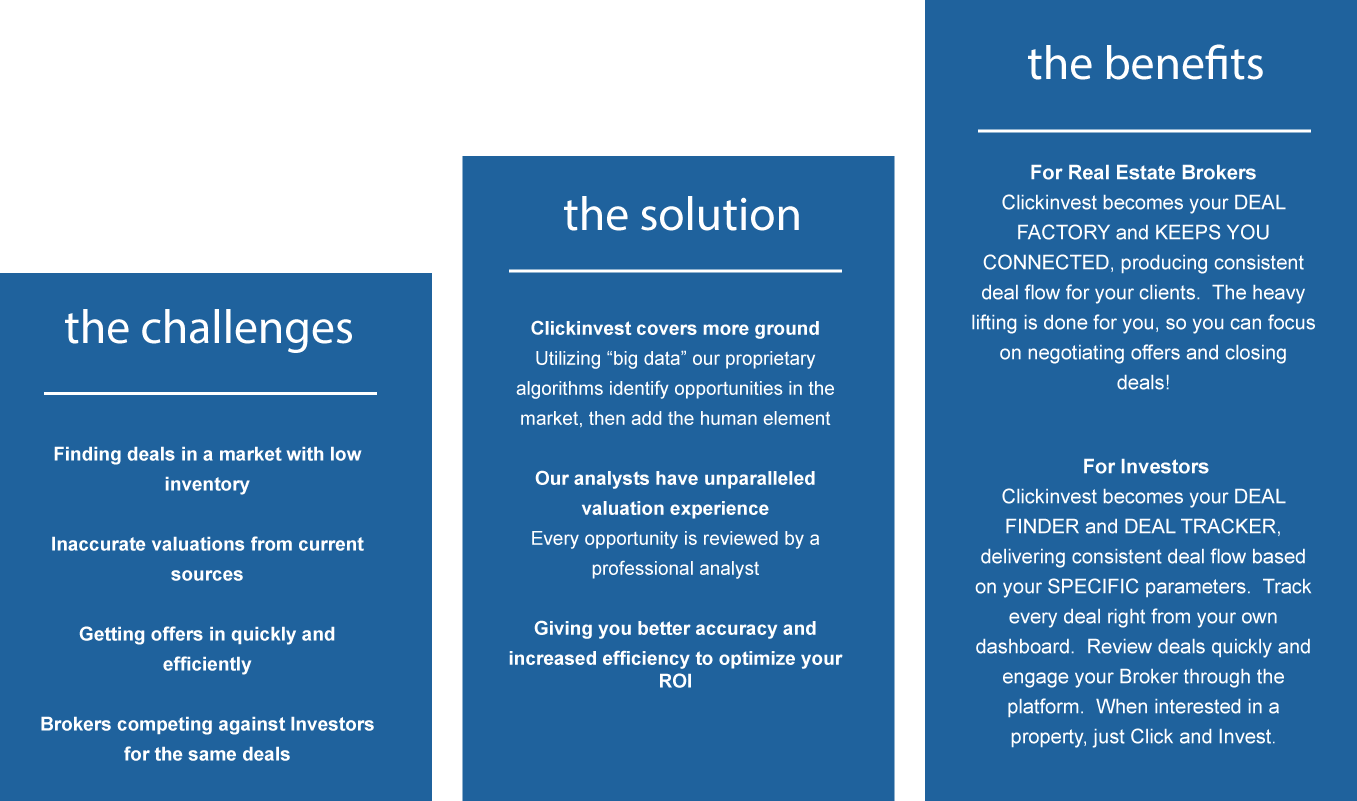 the challenges
Finding deals in a market with low
inventory
Inaccurate valuations from current
sources
Getting offers in quickly and
efficiently
Brokers competing against Investors
for the same deals
the solution
Clickinvest covers more ground
Utilizing “big data” our proprietary
algorithms identify opportunities in the
market, then add the human element
Our analysts have unparalleled
valuation experience
Every opportunity is reviewed by a
professional analyst
Giving you better accuracy and
increased efficiency to optimize your
ROI
the benefits
For Real Estate Brokers
Clickinvest becomes your DEAL
FACTORY and KEEPS YOU
CONNECTED, producing consistent
deal flow for your clients.  The heavy
lifting is done for you, so you can focus
on negotiating offers and closing
deals!
For Investors
Clickinvest becomes your DEAL
FINDER and DEAL TRACKER,
delivering consistent deal flow based
on your SPECIFIC parameters.  Track
every deal right from your own
dashboard.  Review deals quickly and
engage your Broker through the
platform.  When interested in a
property, just Click and Invest.